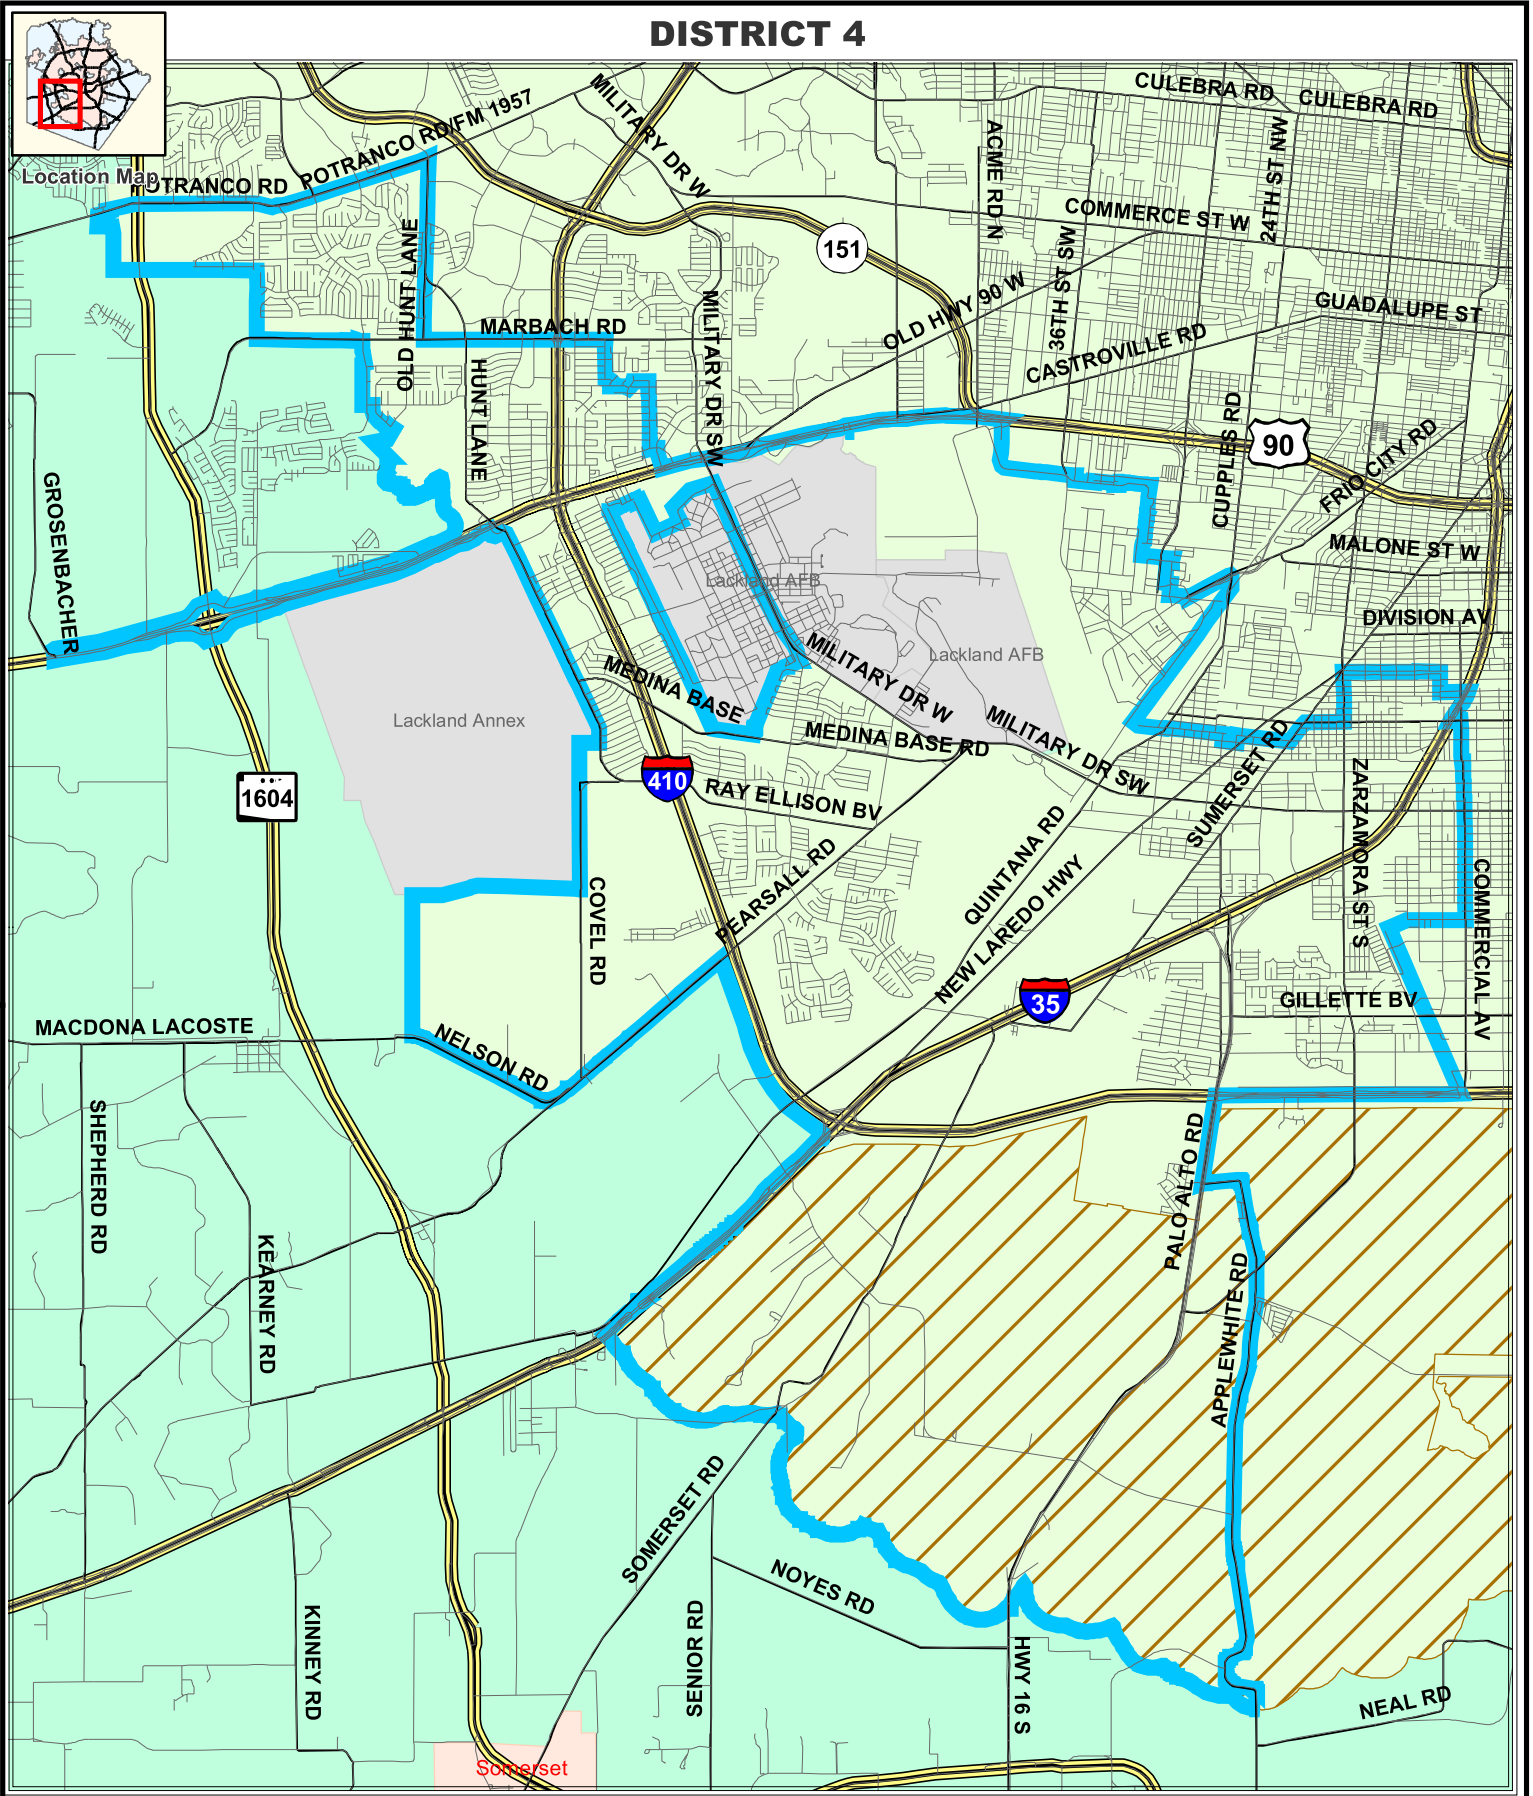 DISTRICT 4
Location Map
POTRANCO RD
POTRANCO RD/FM 1957
MILITARY DR W
CULEBRA RD
CULEBRA RD
ACME RD N
24TH ST NW
COMMERCE ST W
36TH ST SW
151
OLD HUNT LANE
MARBACH RD
MILITARY DR SW
OLD HWY 90 W
GUADALUPE ST
CASTROVILLE RD
HUNT LANE
CUPPLES RD
90
FRIO CITY RD
GROSENBACHER
MALONE ST W
Lackland AFB
DIVISION AV
Lackland AFB
MILITARY DR W
MEDINA BASE
Lackland Annex
MEDINA BASE RD
MILITARY DR SW
SUMERSET RD
410
1604
RAY ELLISON BV
ZARZAMORA ST S
QUINTANA RD
PEARSALL RD
NEW LAREDO HWY
COVEL RD
COMMERCIAL AV
35
GILLETTE BV
MACDONA LACOSTE
NELSON RD
SHEPHERD RD
PALO ALTO RD
KEARNEY RD
APPLEWHITE RD
SOMERSET RD
NOYES RD
KINNEY RD
SENIOR RD
HWY 16 S
NEAL RD
Somerset